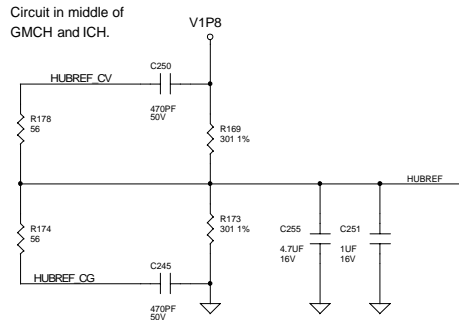 Circuit in middle of
GMCH and ICH.
V1P8
C250
HUBREF_CV
470PF
50V
R178
56
R169
301 1%
HUBREF
R174
56
R173
301 1%
C255
4.7UF
16V
C251
1UF
16V
C245
HUBREF_CG
470PF
50V